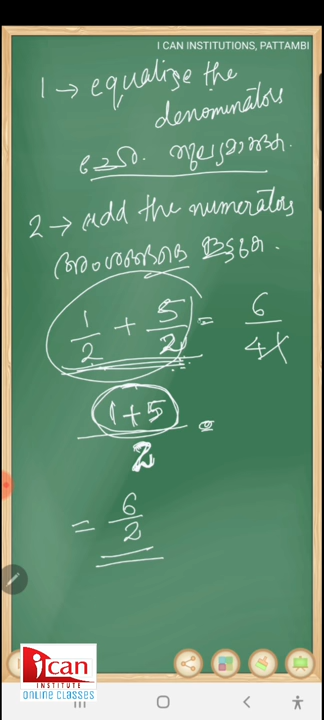 I CAN INSTITUTIONS, PATTAMBI
1 → equalise the
denominators
2 → add the numerators
1/2 + 5/2 = 6/4 X
(1+5)/2 =
= 6/2
ican
INSTITUTE
ONLINE CLASSES